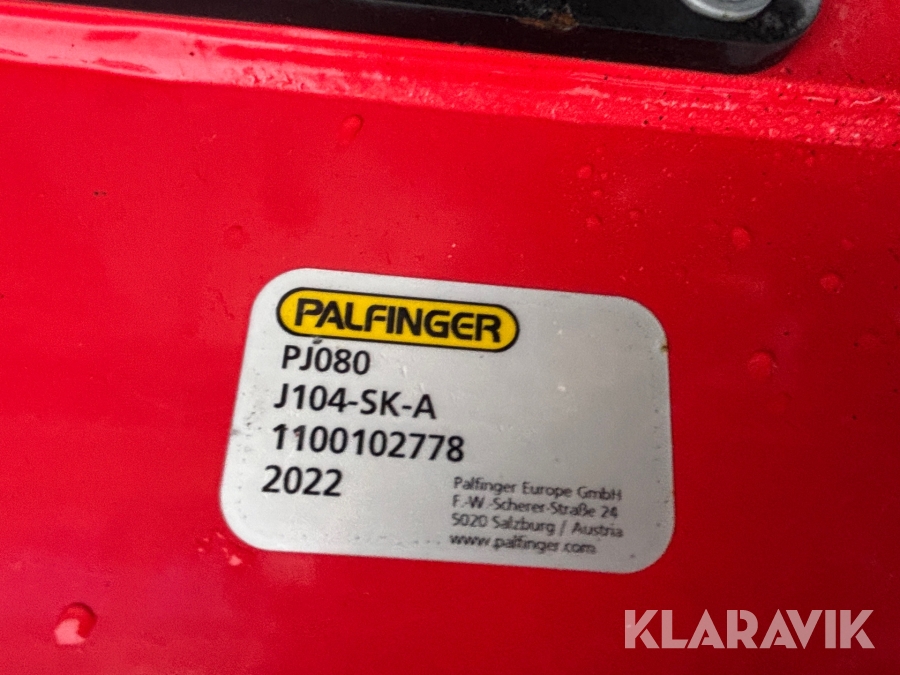 PALFINGER
PJ080
J104-SK-A
1100102778
2022
Palfinger Europe GmbH
F.-W.-Scherer-Straße 24
5020 Salzburg / Austria
www.palfinger.com
KLARAVIK